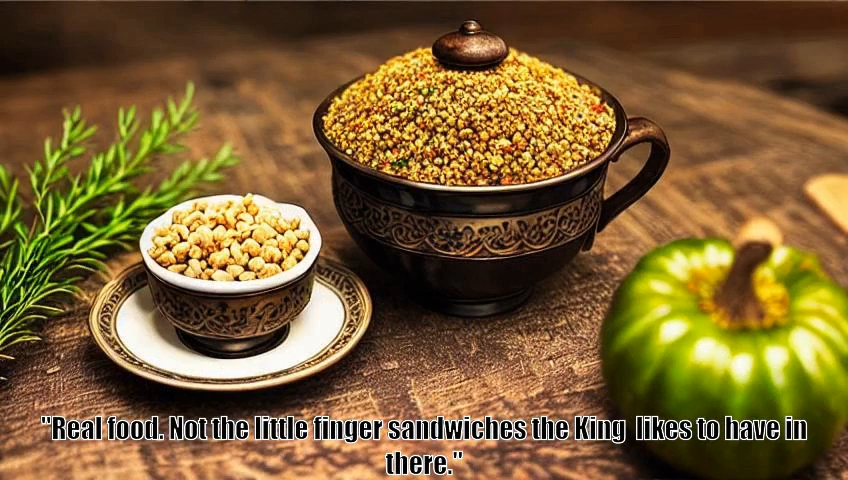 "Real food. Not the little finger sandwiches the King  likes to have in
there."